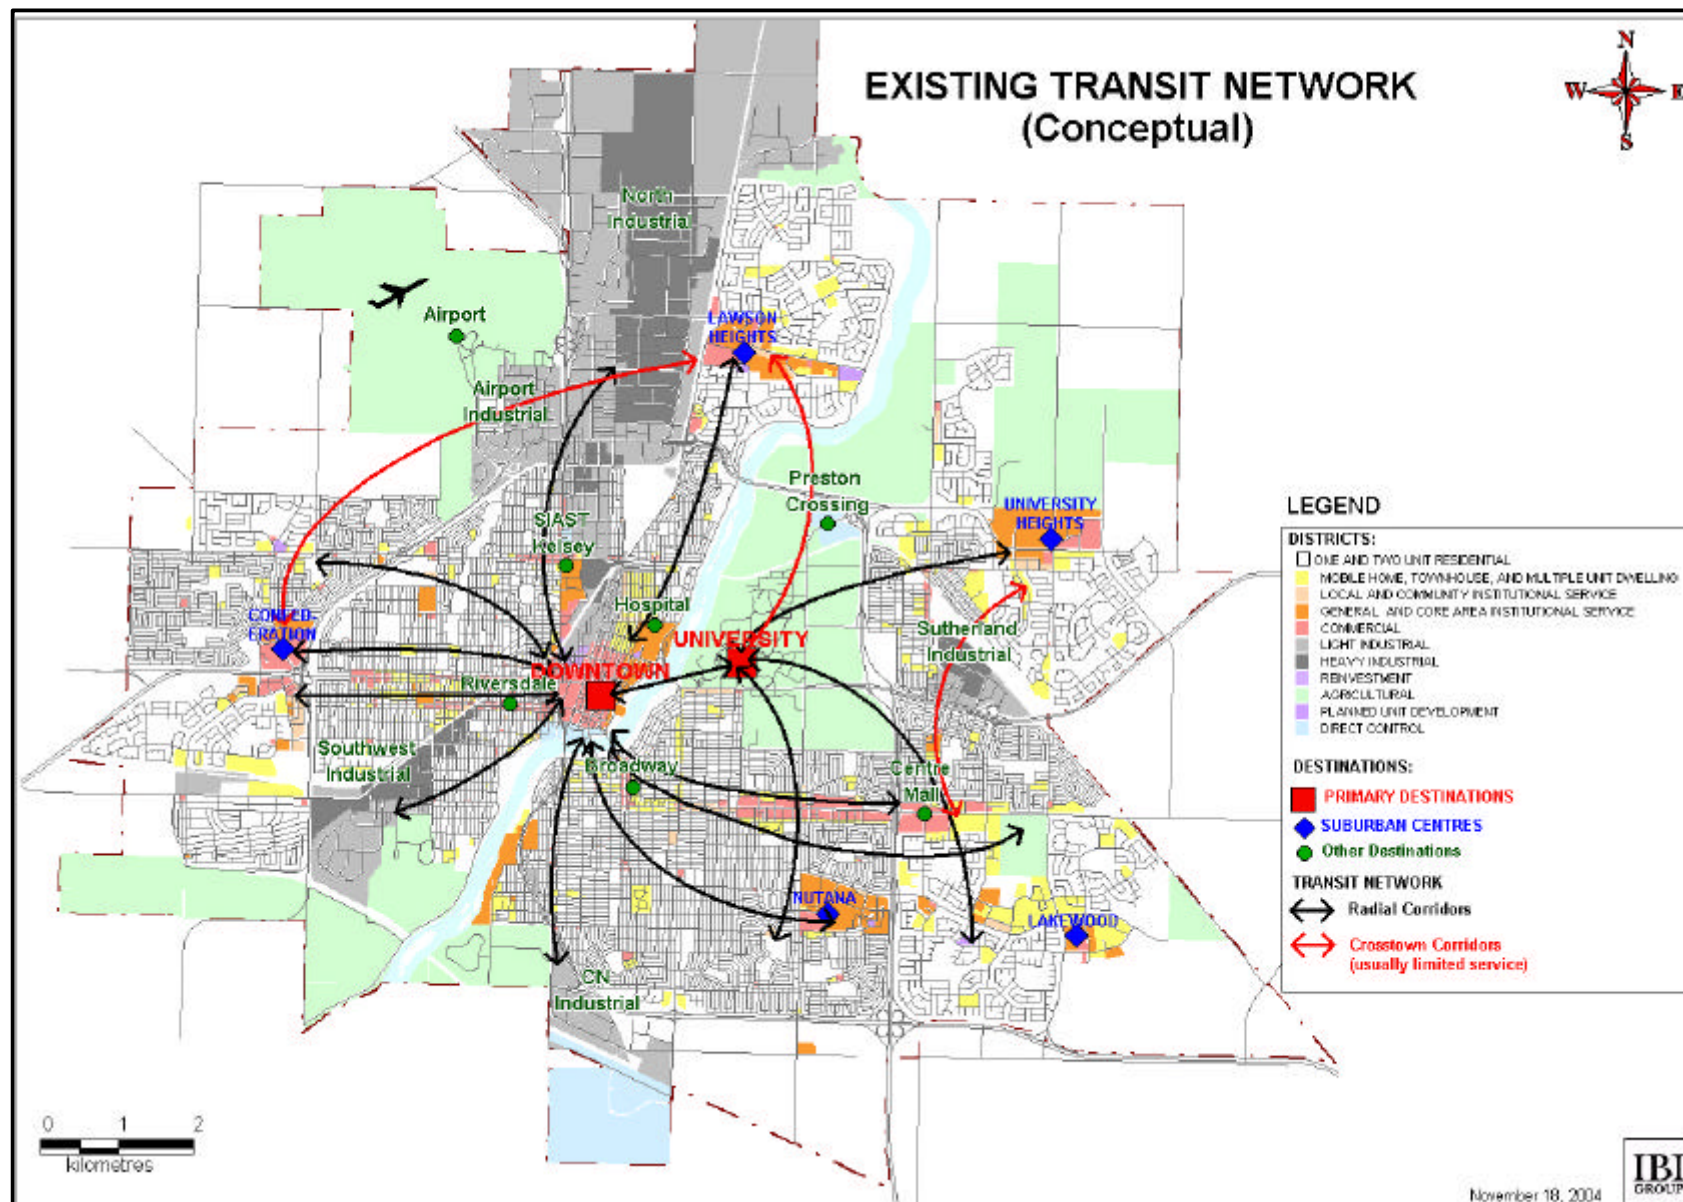 EXISTING TRANSIT NETWORK
(Conceptual)
N
W
E
S
North
Industrial
Airport
LAWSON
HEIGHTS
Airport
Industrial
Preston
Crossing
UNIVERSITY
HEIGHTS
SIAST
Kelsey
Hospital
CONFED-
ERATION
UNIVERSITY
Sutherland
Industrial
DOWNTOWN
Riversdale
Southwest
Industrial
Broadway
Centre
Mall
NUTANA
LAKEWOOD
CN
Industrial
LEGEND
DISTRICTS:
ONE AND TWO UNIT RESIDENTIAL
MOBILE HOME, TOWNHOUSE, AND MULTIPLE UNIT DWELLING
LOCAL AND COMMUNITY INSTITUTIONAL SERVICE
GENERAL AND CORE AREA INSTITUTIONAL SERVICE
COMMERCIAL
LIGHT INDUSTRIAL
HEAVY INDUSTRIAL
REINVESTMENT
AGRICULTURAL
PLANNED UNIT DEVELOPMENT
DIRECT CONTROL
DESTINATIONS:
PRIMARY DESTINATIONS
SUBURBAN CENTRES
Other Destinations
TRANSIT NETWORK
Radial Corridors
Crosstown Corridors
(usually limited service)
0 1 2
kilometres
November 18, 2004
IBI
GROUP